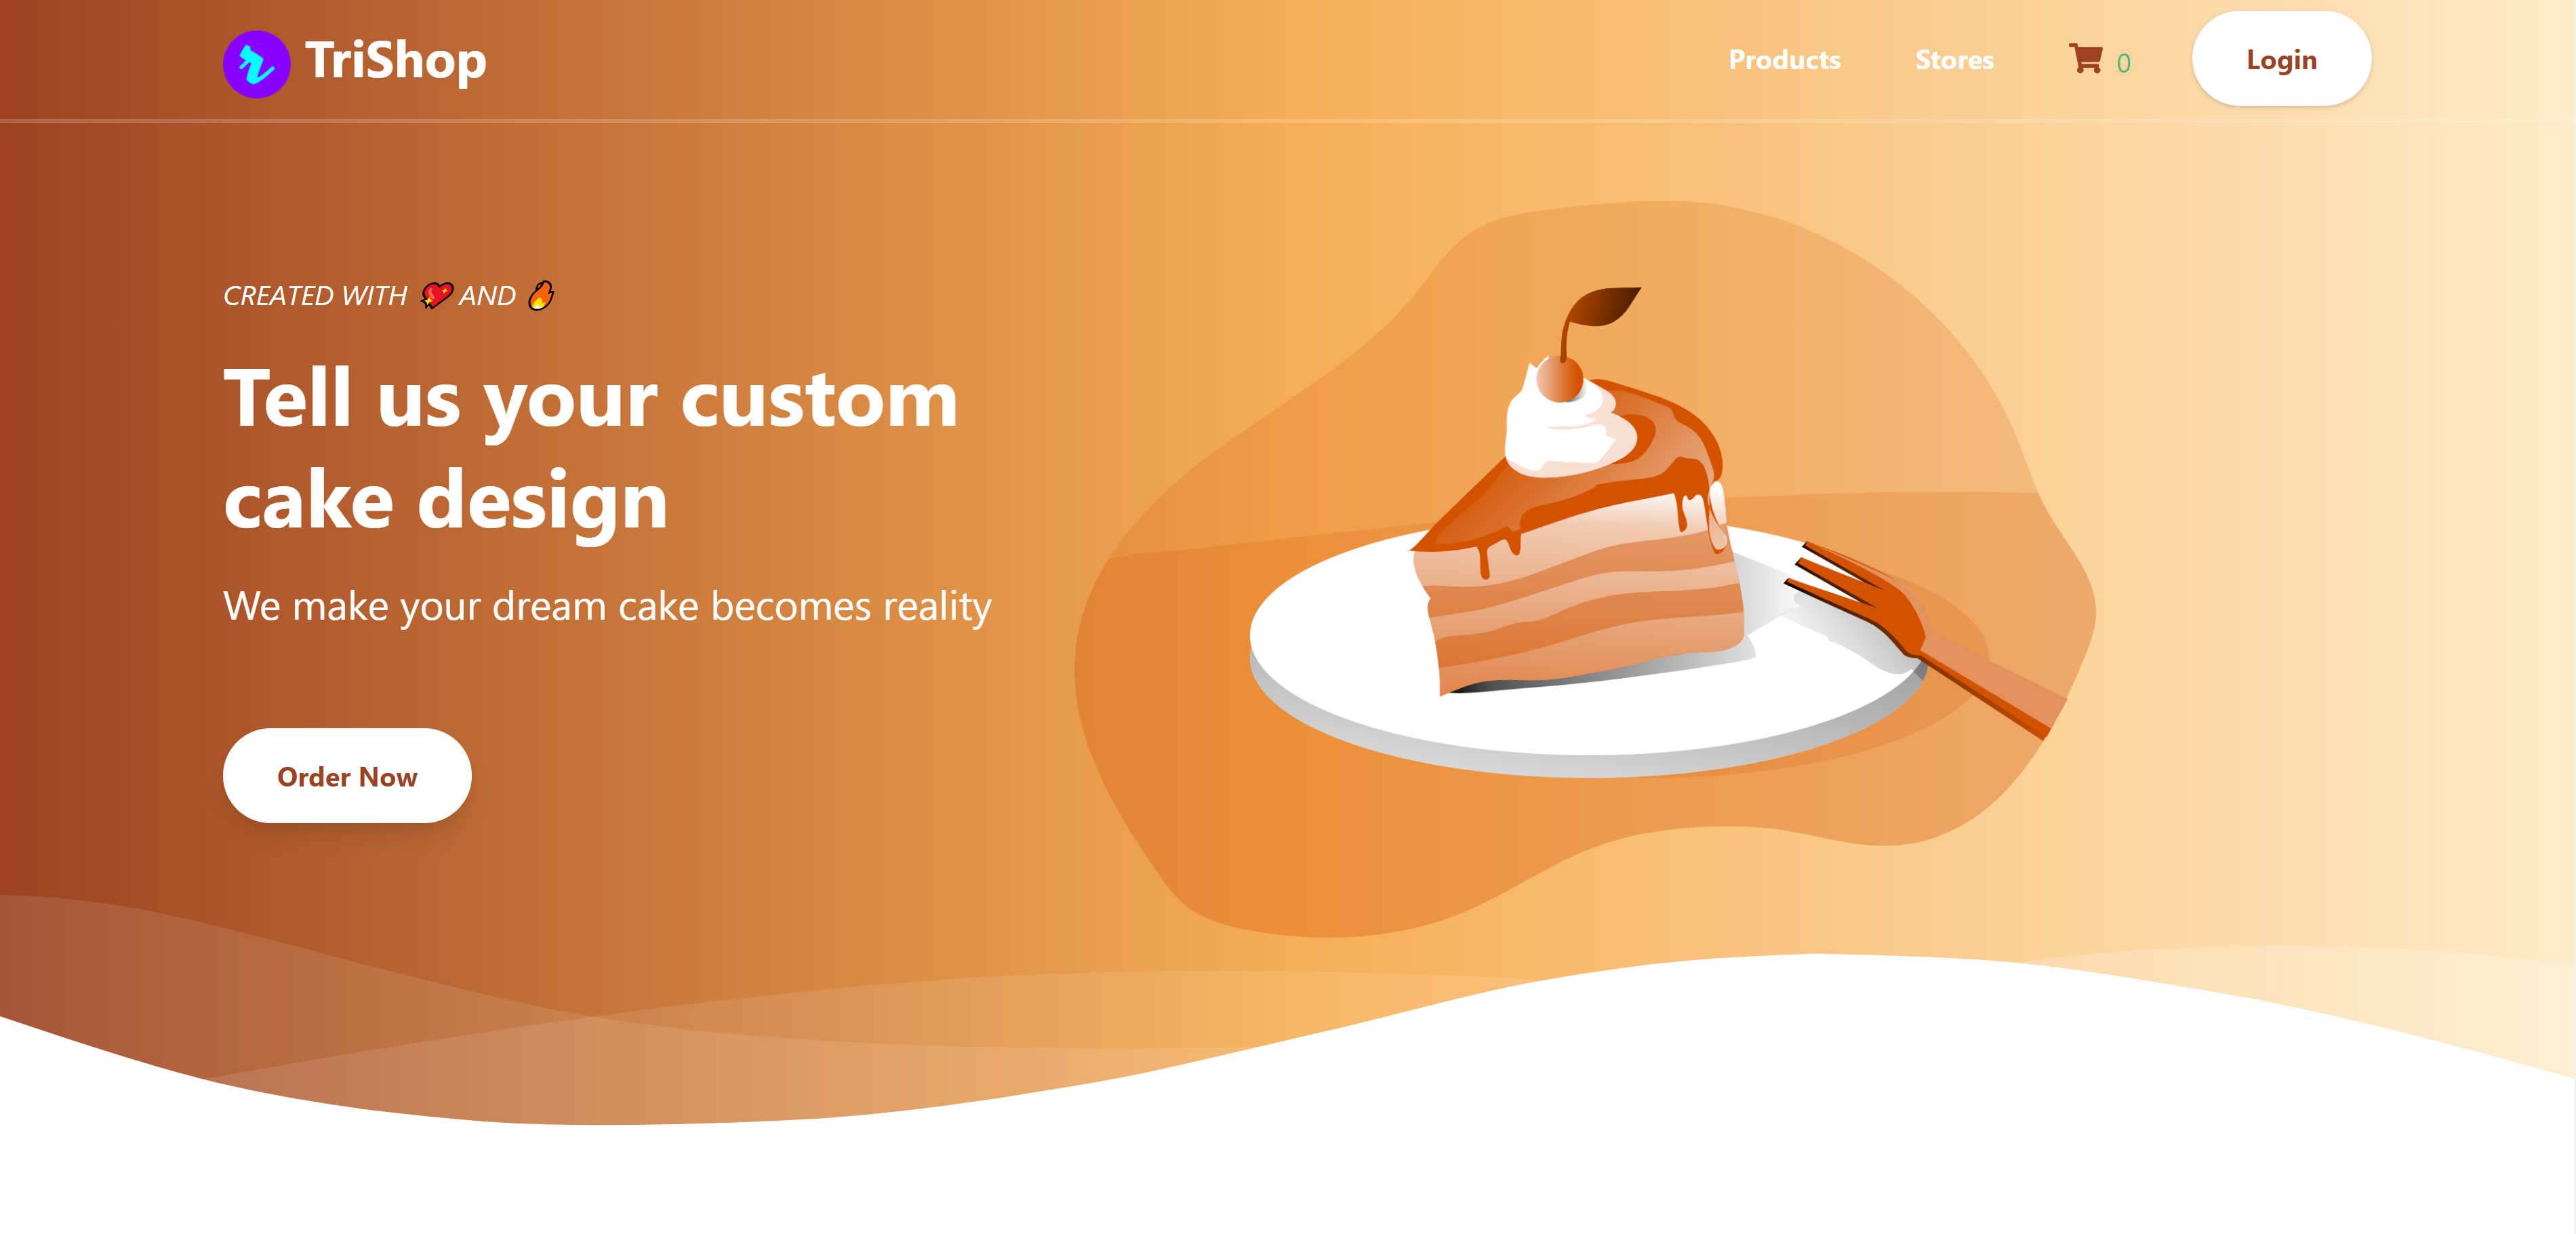 TriShop
Products
Stores
0
Login
CREATED WITH 💖 AND 🔥
Tell us your custom
cake design
We make your dream cake becomes reality
Order Now